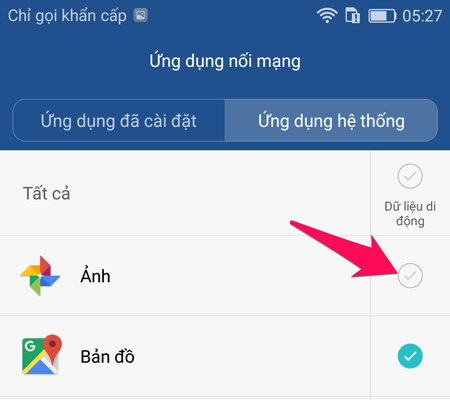 Chỉ gọi khẩn cấp 05:27
Ứng dụng nối mạng
Ứng dụng đã cài đặt Ứng dụng hệ thống
Tất cả
Dữ liệu di
động
Ảnh
G
Bản đồ